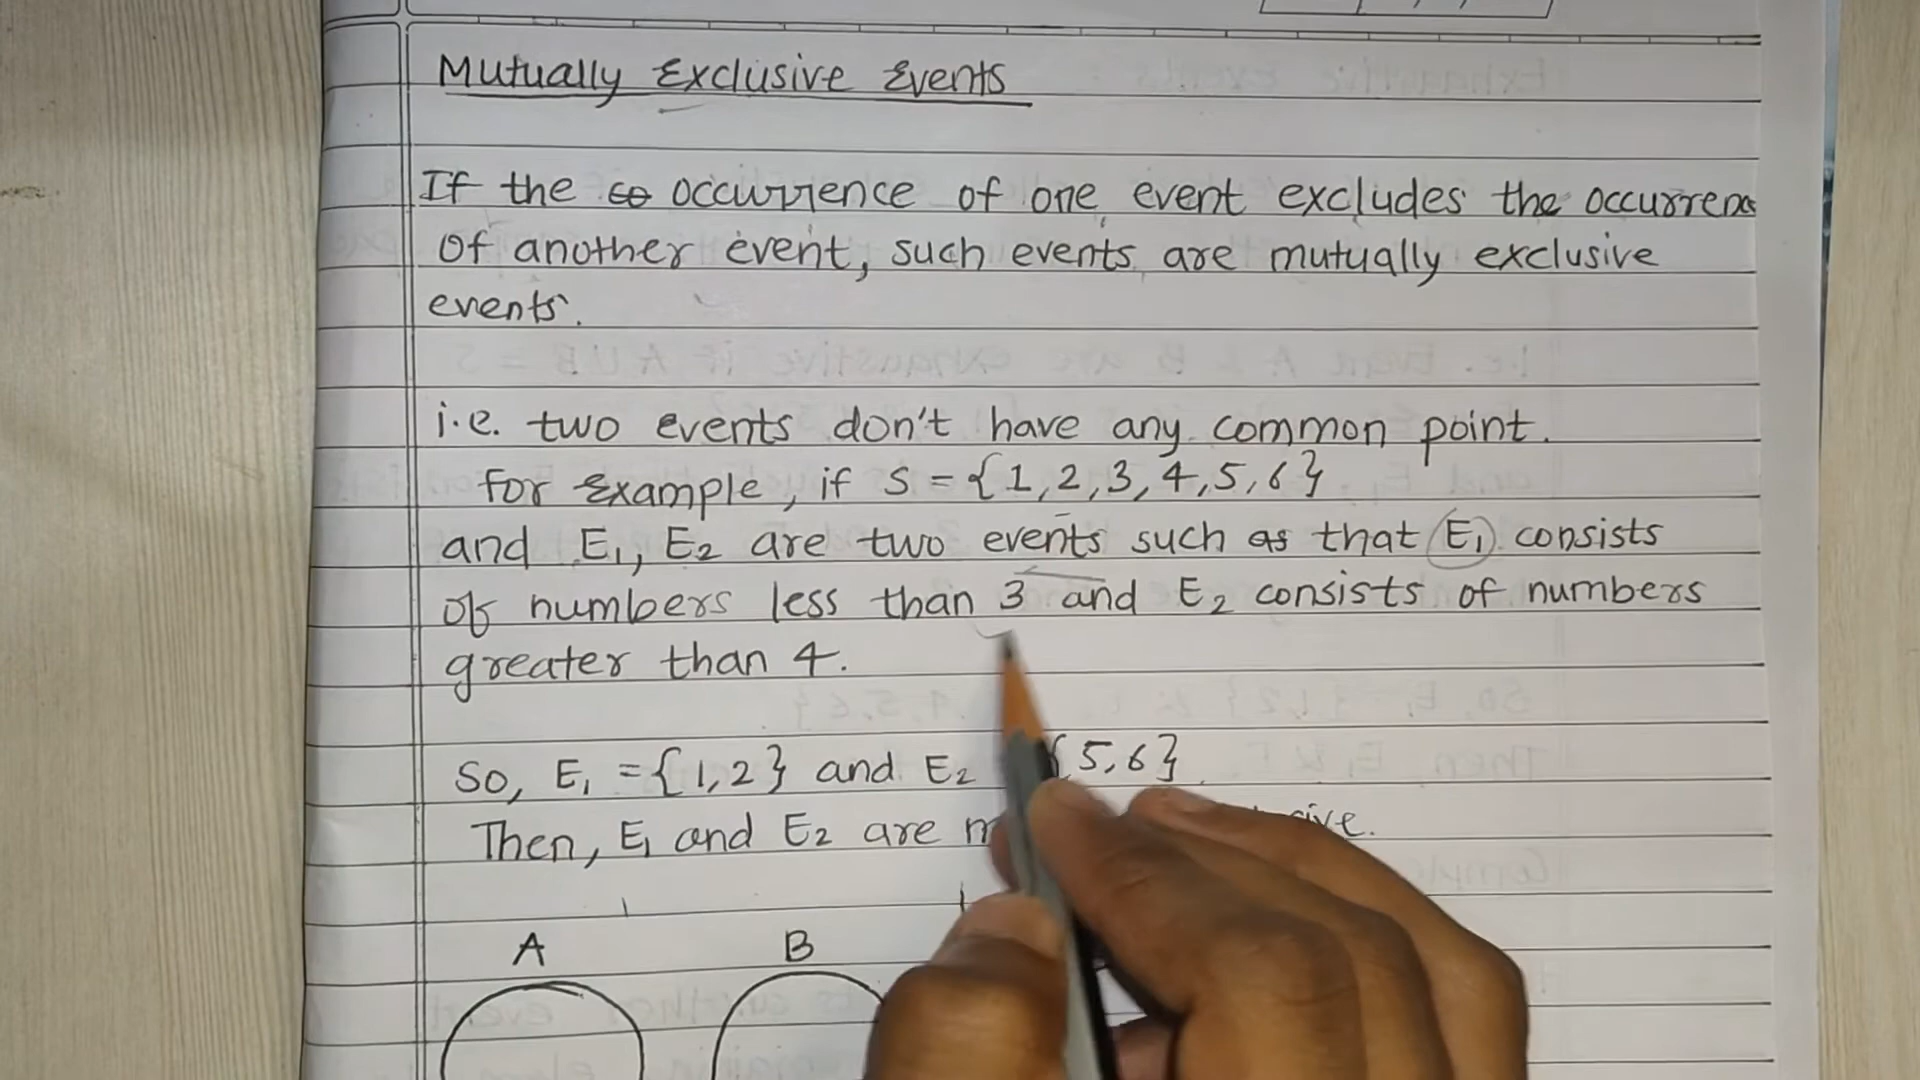 Mutually Exclusive Events
If the occurrence of one event excludes the occurrenc
of another event, such events are mutually exclusive
events.
i.e. two events don't have any common point.
For Example, if S = {1,2,3,4,5,6}
and E₁, E₂ are two events such as that E₁ consists
of numbers less than 3 and E₂ consists of numbers
greater than 4.
So, E₁ = {1,2} and E₂ {5,6}
Then, E₁ and E₂ are m sive.
A B